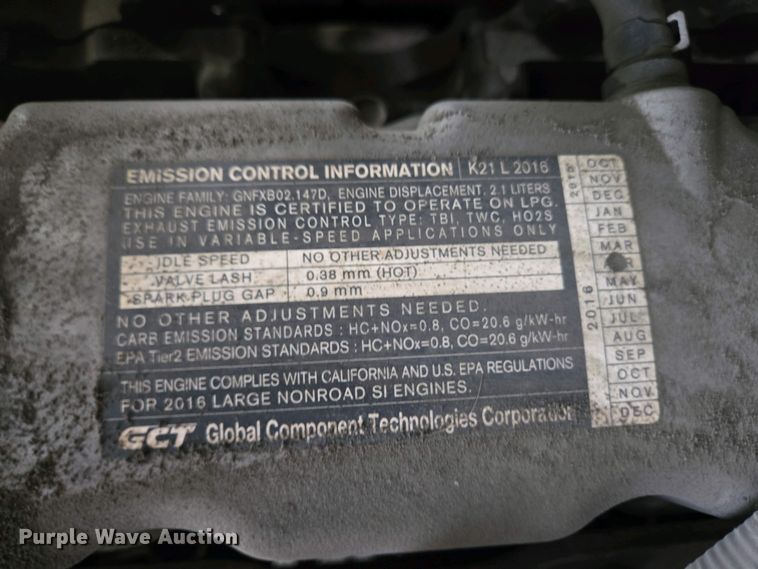 EMISSION CONTROL INFORMATION K21 L 2016
ENGINE FAMILY: GNFXB02.147D, ENGINE DISPLACEMENT, 2.1 LITERS
THIS ENGINE IS CERTIFIED TO OPERATE ON LPG.
EXHAUST EMISSION CONTROL TYPE: TBI, TWC, HO2S
USE IN VARIABLE-SPEED APPLICATIONS ONLY
IDLE SPEED NO OTHER ADJUSTMENTS NEEDED
VALVE LASH 0.38 mm (HOT)
SPARK PLUG GAP 0.9 mm
NO OTHER ADJUSTMENTS NEEDED.
CARB EMISSION STANDARDS : HC+NOx=0.8, CO=20.6 g/kW-hr
EPA Tier2 EMISSION STANDARDS : HC+NOx=0.8, CO=20.6 g/kW-hr
THIS ENGINE COMPLIES WITH CALIFORNIA AND U.S. EPA REGULATIONS
FOR 2016 LARGE NONROAD SI ENGINES.
GCT Global Component Technologies Corporation
OCT
NOV
DEC
2016
JAN
FEB
MAR
MAY
JUN
JUL
AUG
SEP
OCT
NOV
DEC
Purple Wave Auction